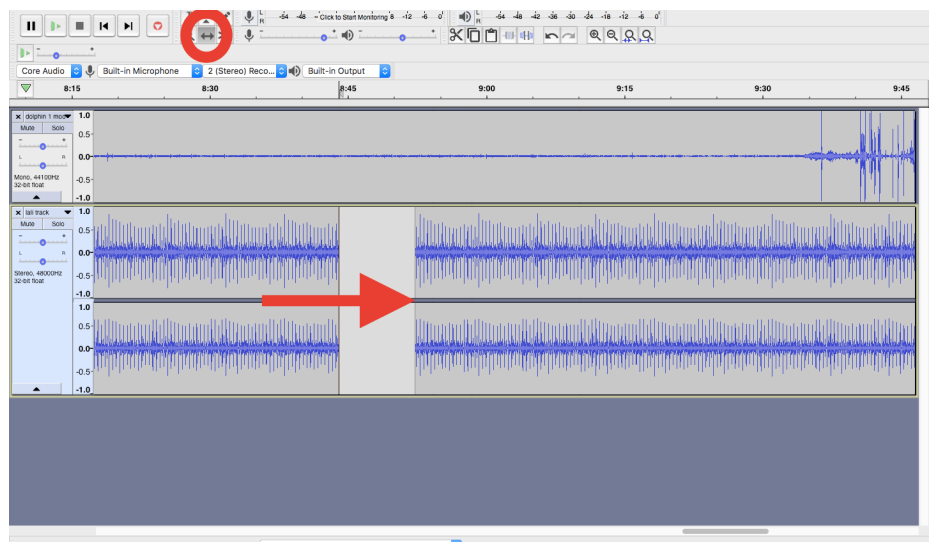 L R -54 -48 - Click to Start Monitoring 8 -12 -6 0
L R -54 -48 -42 -36 -30 -24 -18 -12 -6 0
- +
- +
- +
Core Audio Built-in Microphone 2 (Stereo) Reco... Built-in Output
8:15 8:30 8:45 9:00 9:15 9:30 9:45
x dolphin 1 mod
Mute Solo
- +
L R
Mono, 44100Hz
32-bit float
1.0
0.5-
0.0-
-0.5-
-1.0
x lali track
Mute Solo
- +
L R
Stereo, 48000Hz
32-bit float
1.0
0.5-
0.0-
-0.5-
-1.0
1.0
0.5-
0.0-
-0.5-
-1.0